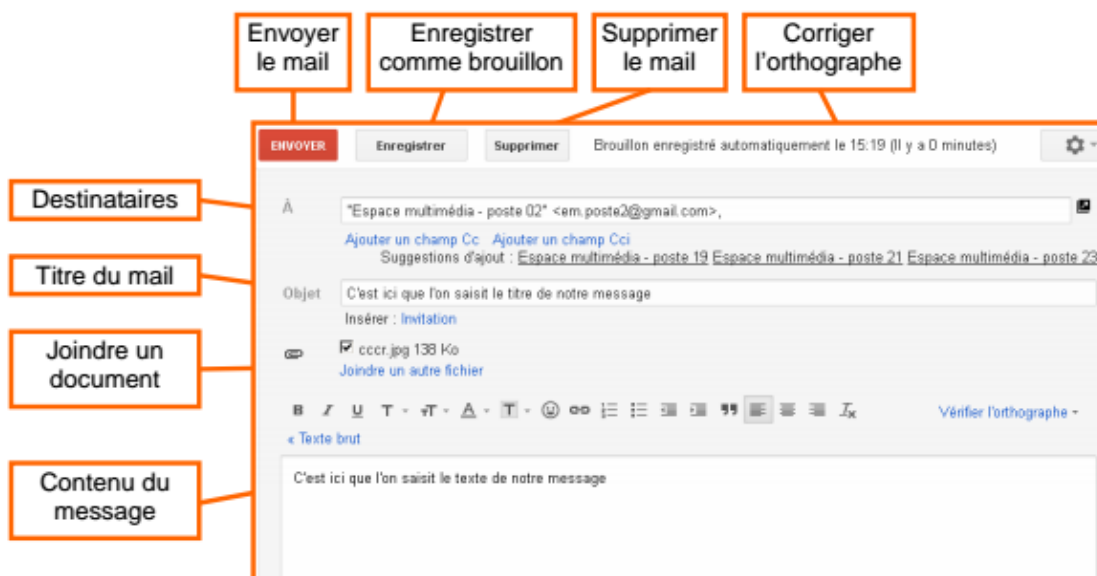 Envoyer
le mail
Enregistrer
comme brouillon
Supprimer
le mail
Corriger
l'orthographe
ENVOYER Enregistrer Supprimer Brouillon enregistré automatiquement le 15:19 (Il y a 0 minutes)
Destinataires
À "Espace multimédia - poste 02" <em.poste2@gmail.com>,
Ajouter un champ Cc Ajouter un champ Cci
Suggestions d'ajout : Espace multimédia - poste 19 Espace multimédia - poste 21 Espace multimédia - poste 23
Titre du mail
Objet C'est ici que l'on saisit le titre de notre message
Insérer : Invitation
Joindre un
document
cccr.jpg 138 Ko
Joindre un autre fichier
B I U T T A T Vérifier l'orthographe
« Texte brut
Contenu du
message
C'est ici que l'on saisit le texte de notre message